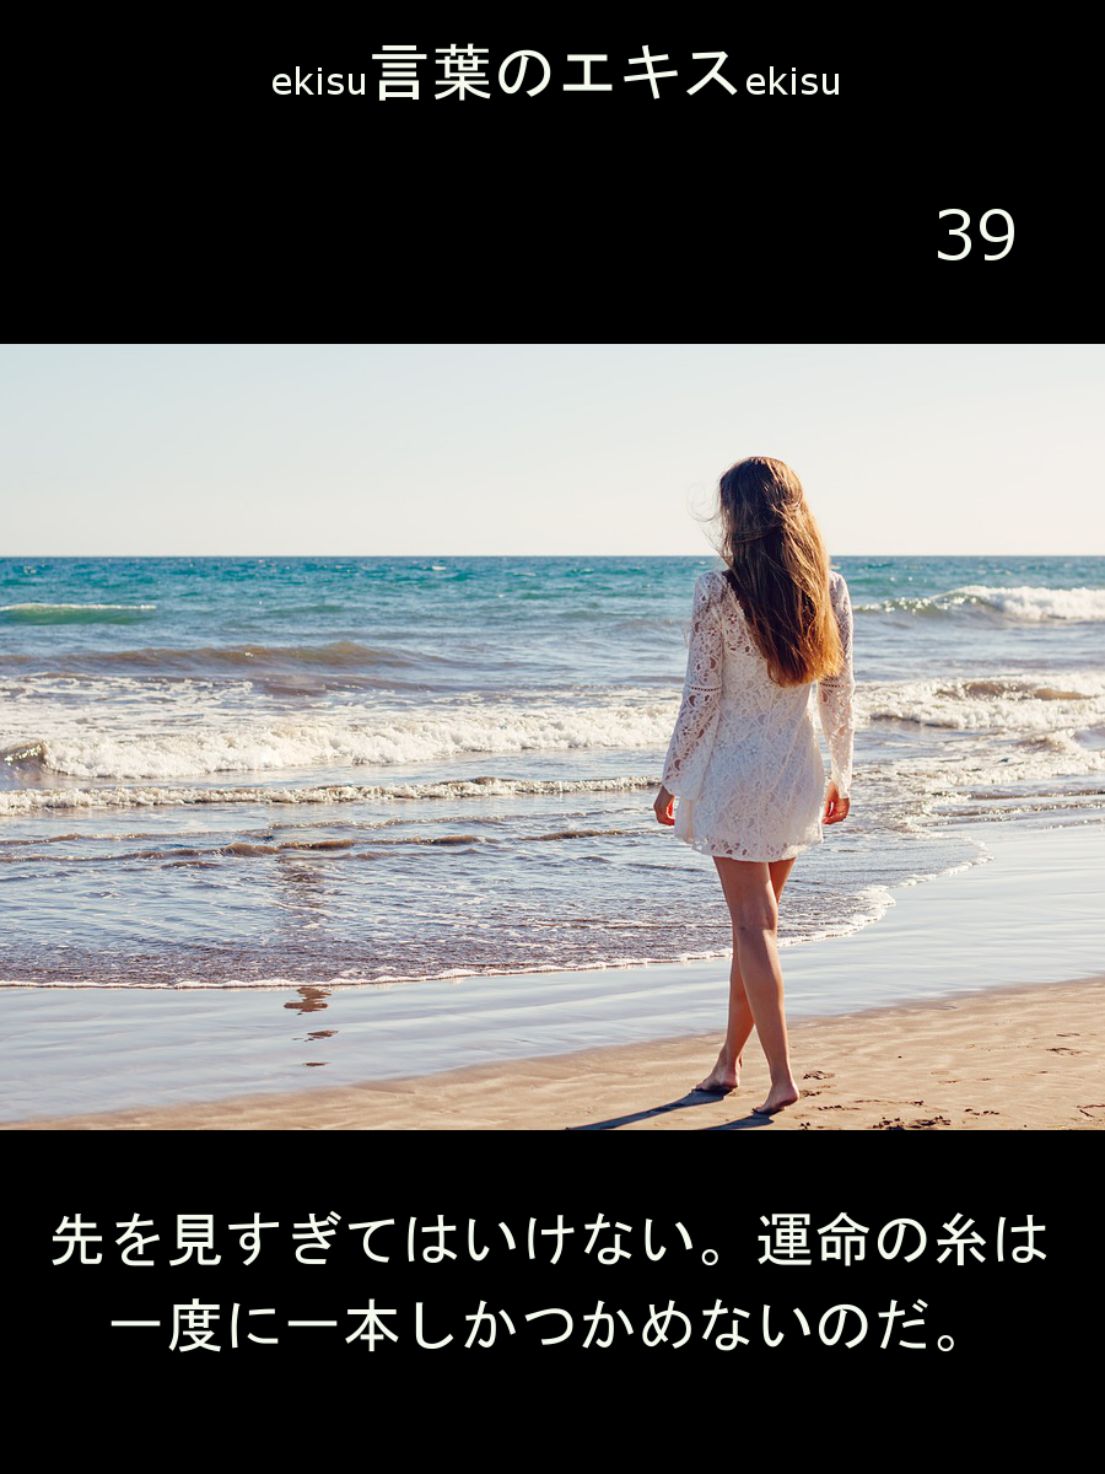 ekisu言葉のエキスekisu
39
先を見すぎてはいけない。運命の糸は
一度に一本しかつかめないのだ。